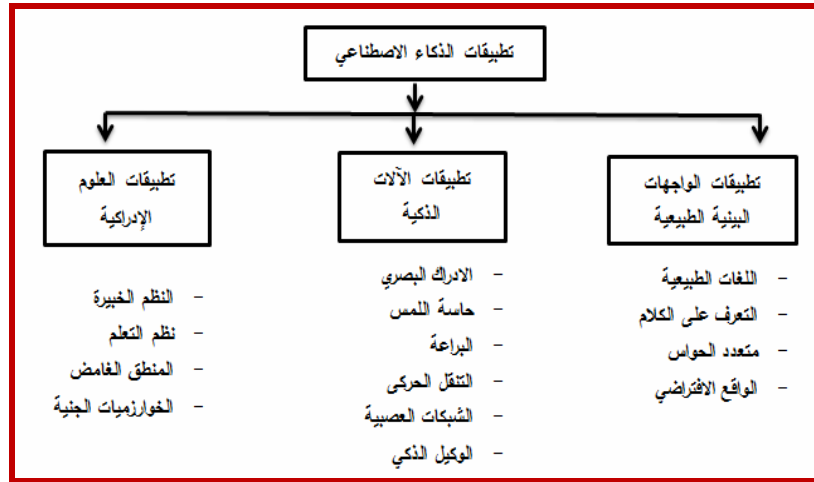 تطبيقات الذكاء الاصطناعي
تطبيقات الواجهات
البينية الطبيعية
- اللغات الطبيعية
- التعرف على الكلام
- متعدد الحواس
- الواقع الافتراضي
تطبيقات الآلات
الذكية
- الادراك البصري
- حاسة اللمس
- البراعة
- التنقل الحركى
- الشبكات العصبية
- الوكيل الذكي
تطبيقات العلوم
الإدراكية
- النظم الخبيرة
- نظم التعلم
- المنطق الغامض
- الخوارزميات الجنية